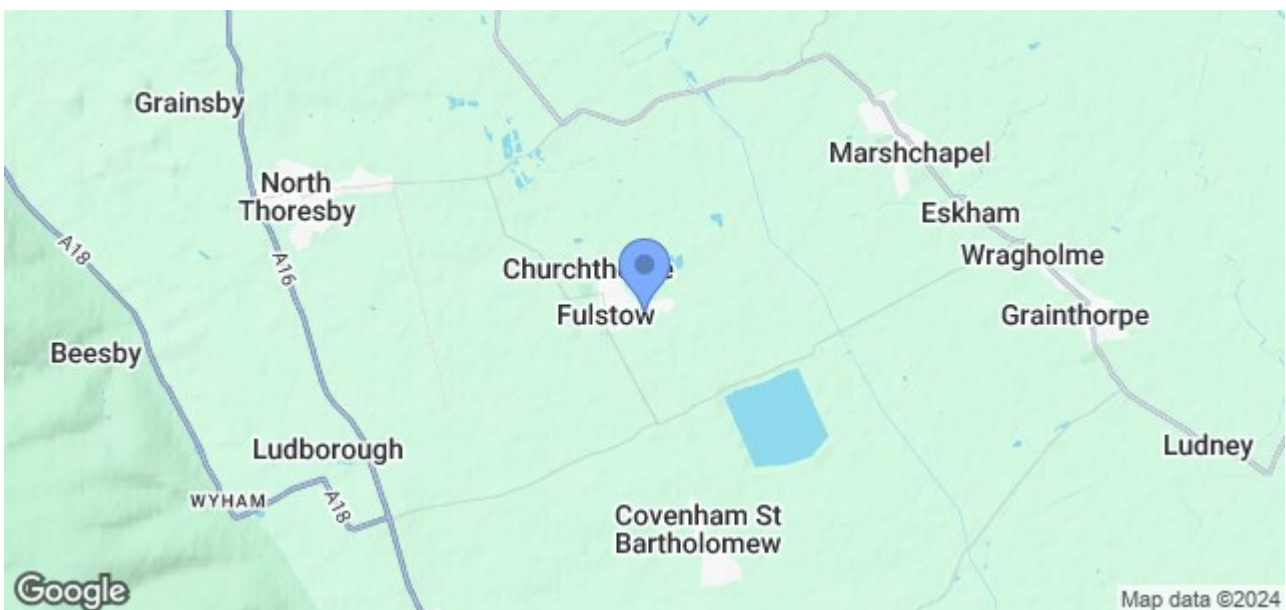 Grainsby
Marshchapel
North
Thoresby
Eskham
A18
A16
Wragholme
Churchtho
e
Fulstow
Grainthorpe
Beesby
Ludborough
Ludney
WYHAM
A18
Covenham St
Bartholomew
Google
Map data ©2024